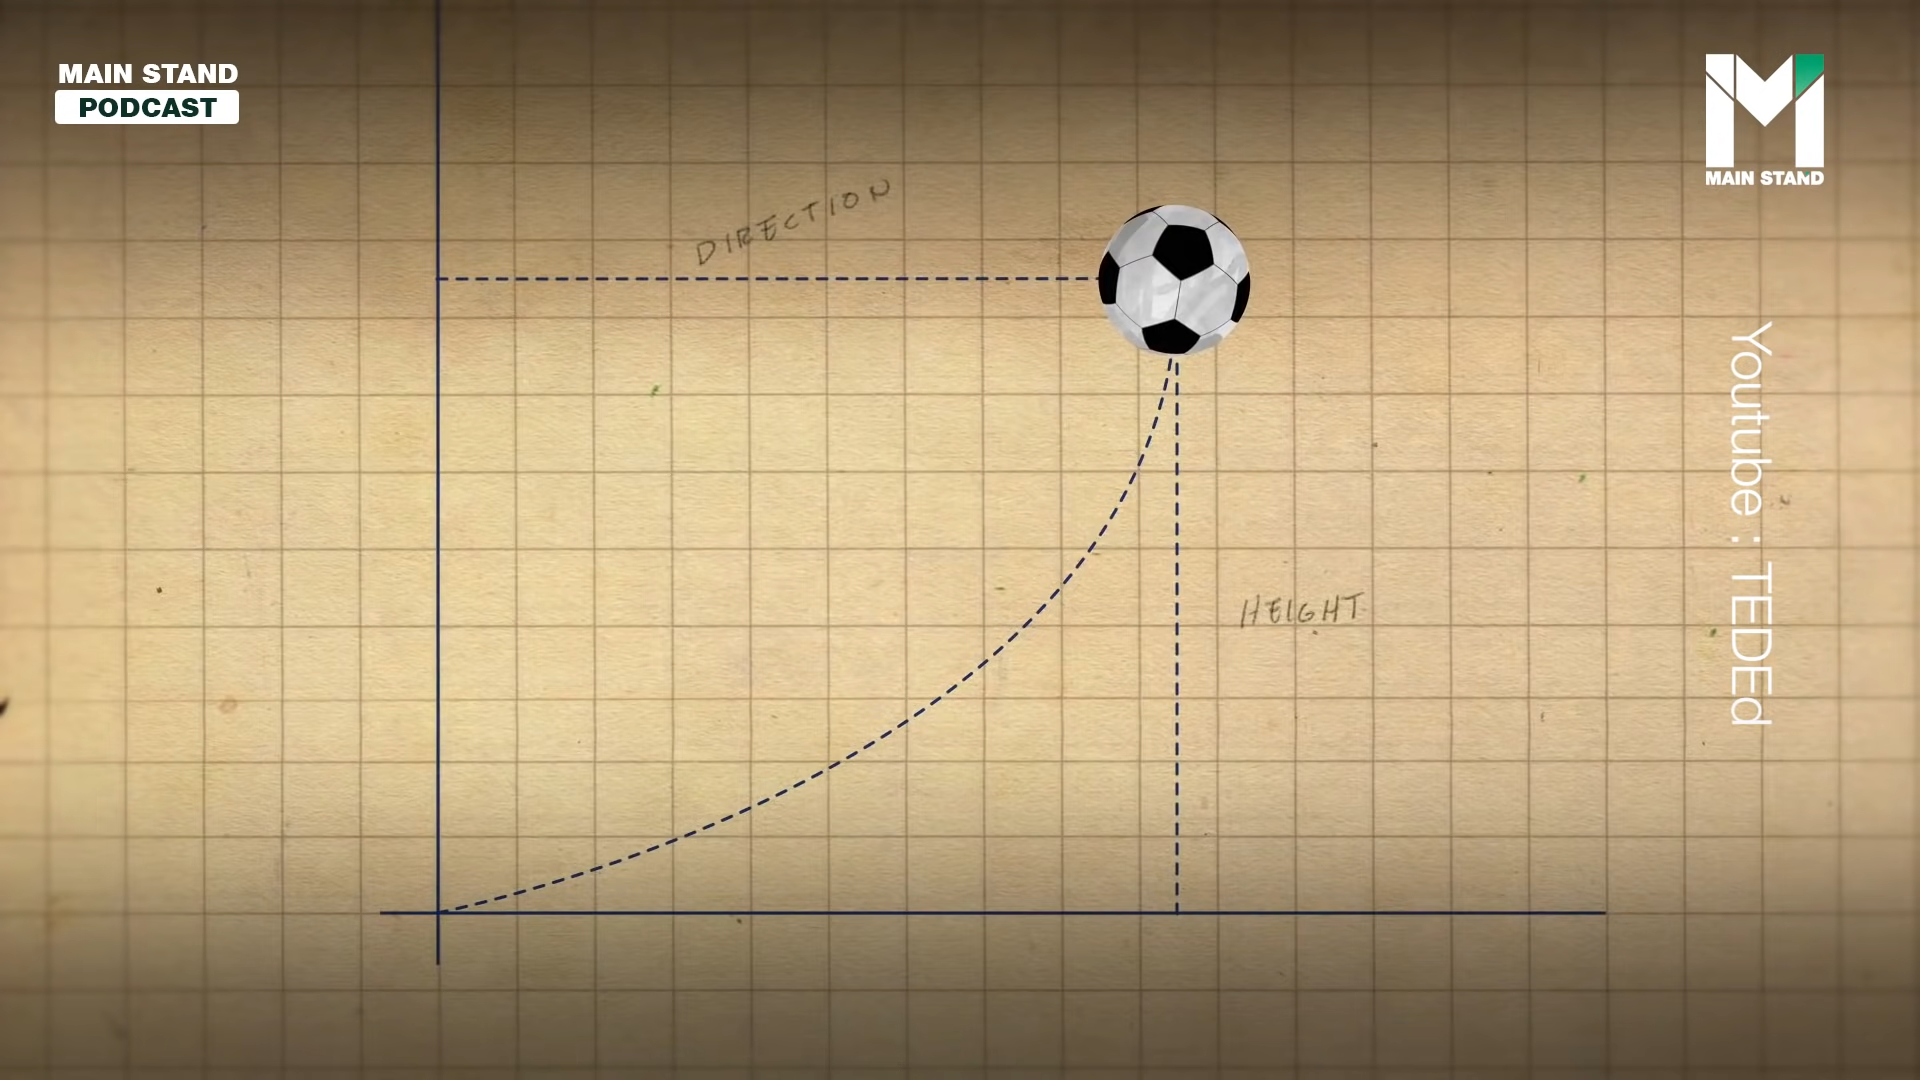 MAIN STAND
PODCAST
MAIN STAND
DIRECTION
HEIGHT
Youtube : TEDEd